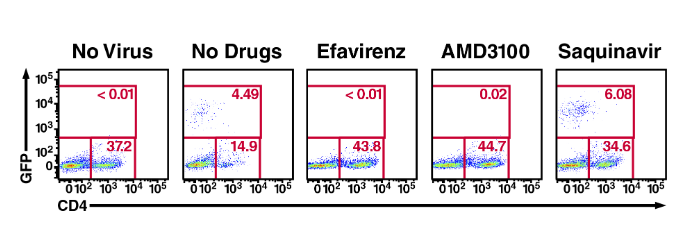 No Virus No Drugs Efavirenz AMD3100 Saquinavir
10⁵ < 0.01 4.49 < 0.01 0.02 6.08
10⁴
10³
10² 37.2 14.9 43.8 44.7 34.6
0
GFP
0 10² 10³ 10⁴ 10⁵ 0 10² 10³ 10⁴ 10⁵ 0 10² 10³ 10⁴ 10⁵ 0 10² 10³ 10⁴ 10⁵ 0 10² 10³ 10⁴ 10⁵
CD4